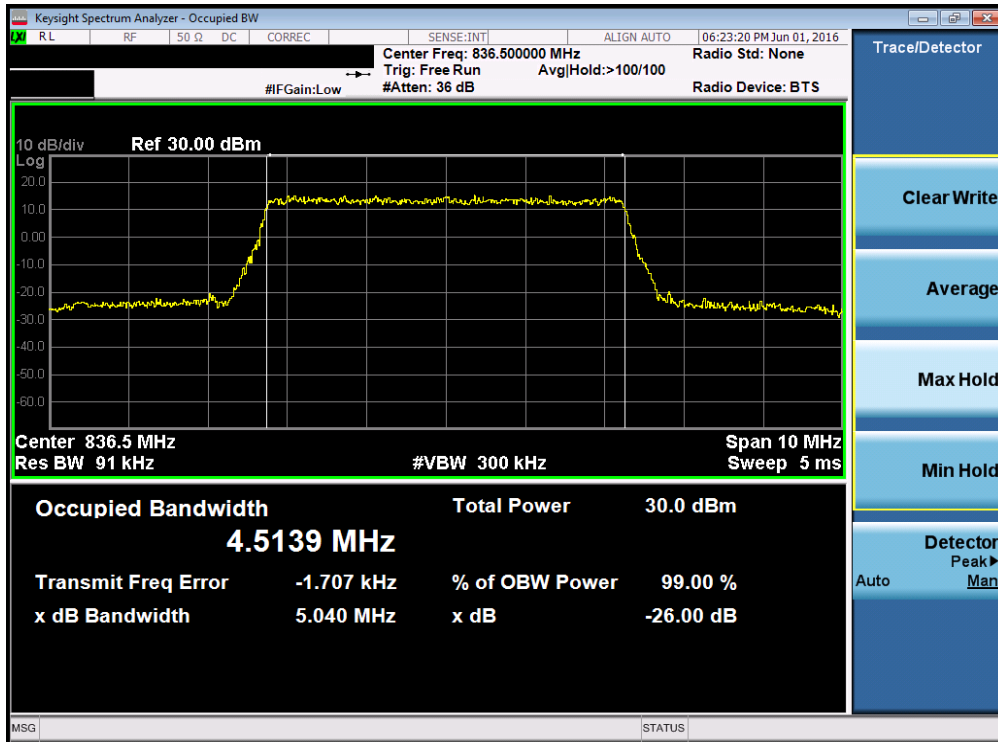 Keysight Spectrum Analyzer - Occupied BW
LXI RL RF 50 Ω DC CORREC SENSE:INT ALIGN AUTO 06:23:20 PM Jun 01, 2016
Center Freq: 836.500000 MHz Radio Std: None
Trig: Free Run Avg|Hold:>100/100
#IFGain:Low #Atten: 36 dB Radio Device: BTS
Trace/Detector
10 dB/div Ref 30.00 dBm
Log
20.0
10.0
0.00
-10.0
-20.0
-30.0
-40.0
-50.0
-60.0
Center 836.5 MHz Span 10 MHz
Res BW 91 kHz #VBW 300 kHz Sweep 5 ms
Occupied Bandwidth Total Power 30.0 dBm
4.5139 MHz
Transmit Freq Error -1.707 kHz % of OBW Power 99.00 %
x dB Bandwidth 5.040 MHz x dB -26.00 dB
Clear Write
Average
Max Hold
Min Hold
Detector
Peak▶
Auto Man
MSG STATUS